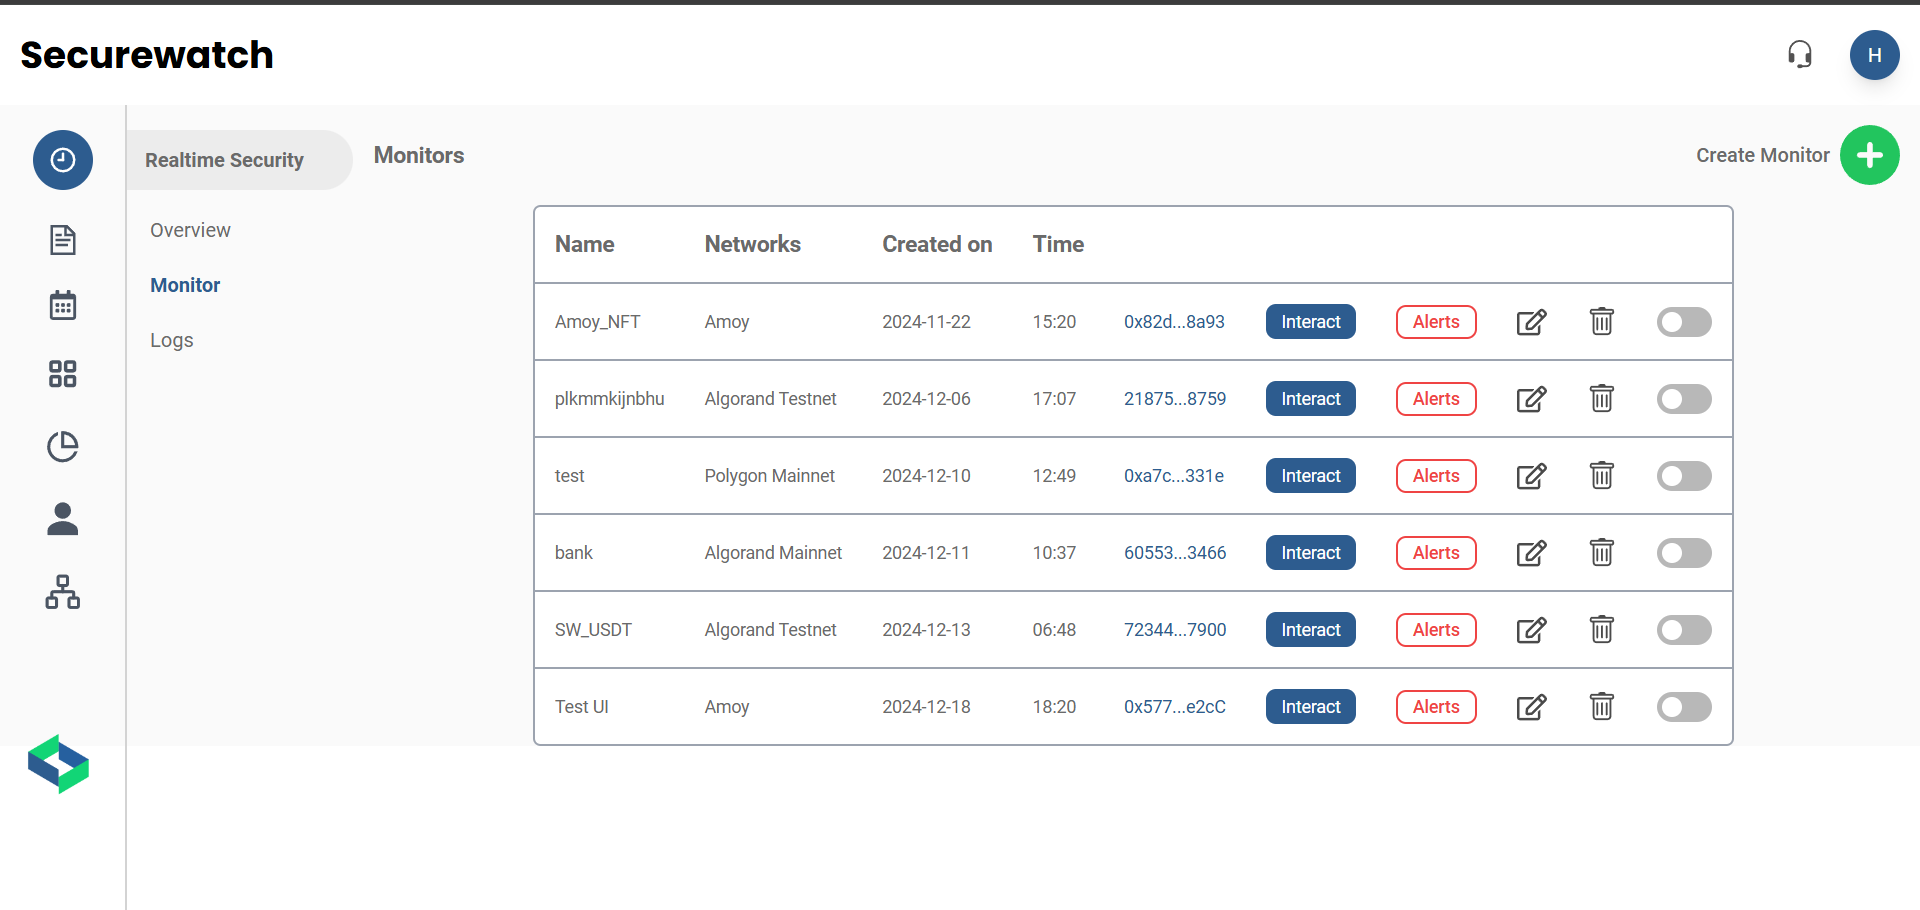 Securewatch
H
Realtime Security
Monitors
Create Monitor
Overview
Monitor
Logs
Name Networks Created on Time
Amoy_NFT Amoy 2024-11-22 15:20 0x82d...8a93 Interact Alerts
plkmmkijnbhu Algorand Testnet 2024-12-06 17:07 21875...8759 Interact Alerts
test Polygon Mainnet 2024-12-10 12:49 0xa7c...331e Interact Alerts
bank Algorand Mainnet 2024-12-11 10:37 60553...3466 Interact Alerts
SW_USDT Algorand Testnet 2024-12-13 06:48 72344...7900 Interact Alerts
Test UI Amoy 2024-12-18 18:20 0x577...e2cC Interact Alerts